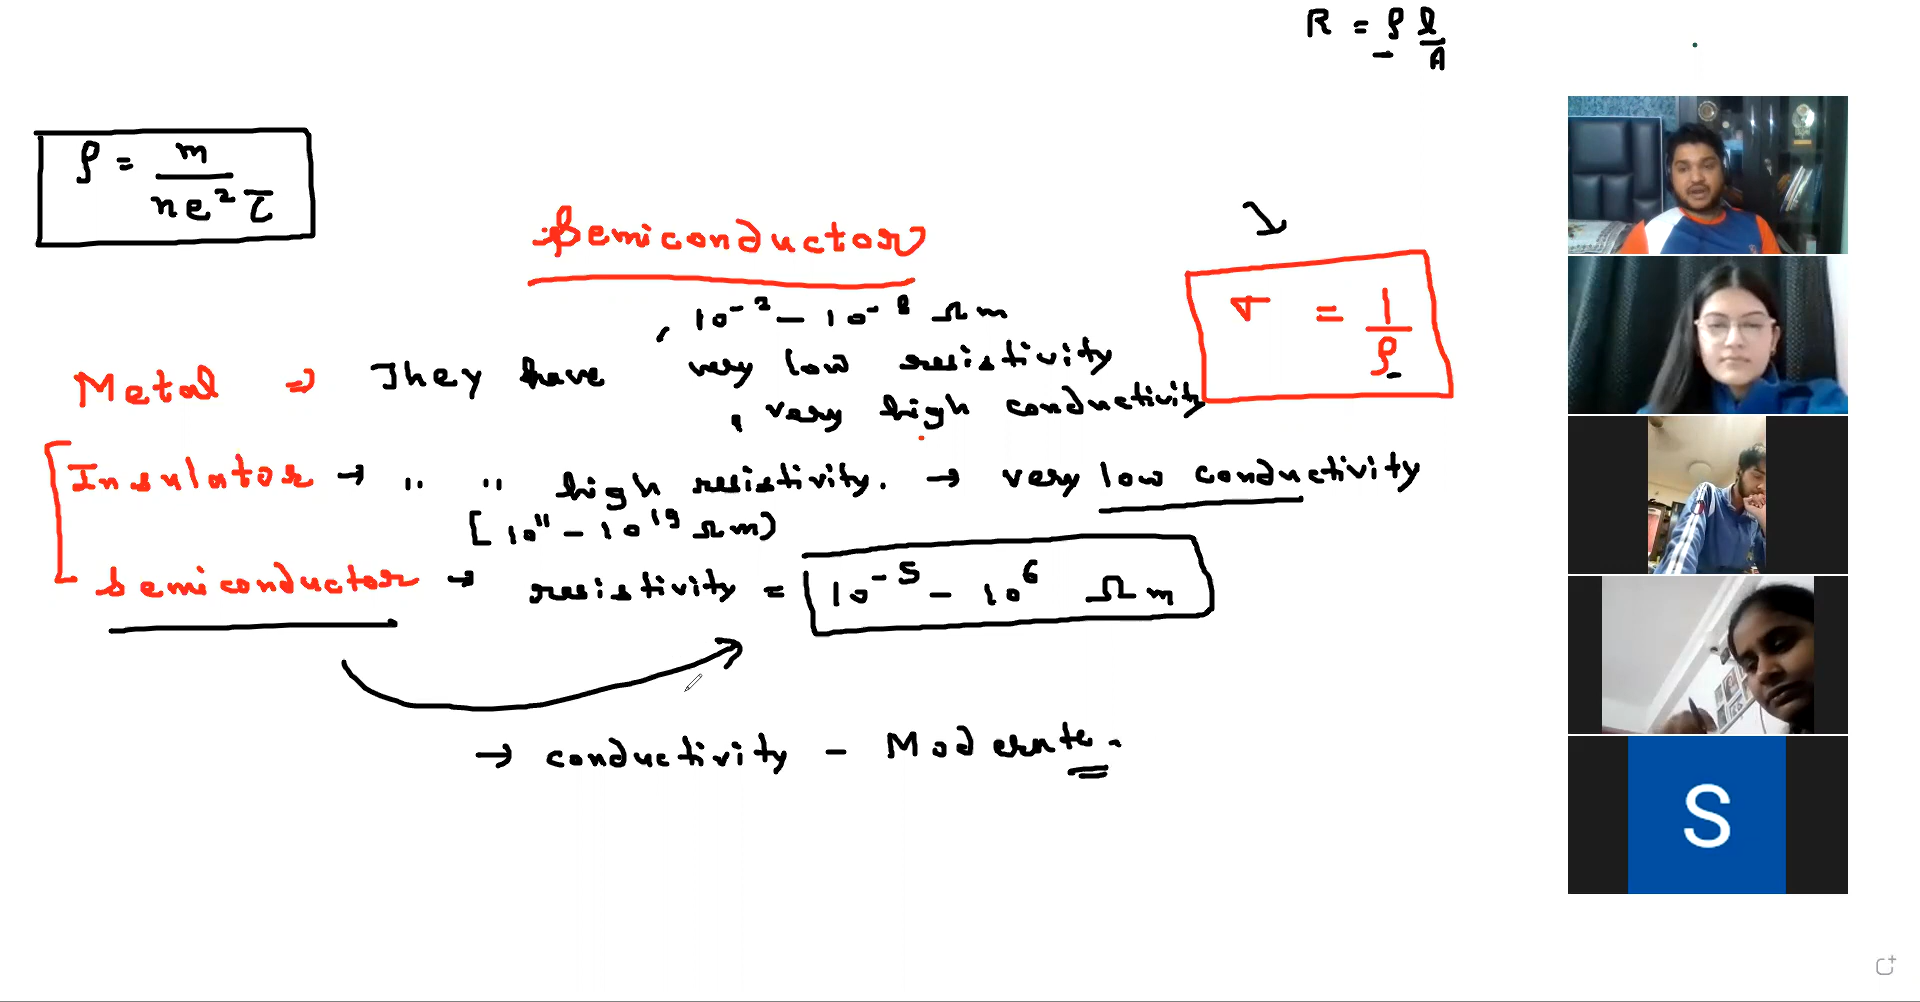 R = ρ l/A
ρ = m/ne²τ
Semiconductor
σ = 1/ρ
10⁻² – 10⁻⁸ Ωm
Metal ⇒ They have very low resistivity
, very high conductivity
Insulator → " " high resistivity. → very low conductivity
[10¹¹ – 10¹⁹ Ωm)
Semiconductor → resistivity = 10⁻⁵ – 10⁶ Ωm
→ conductivity – Moderate.
S